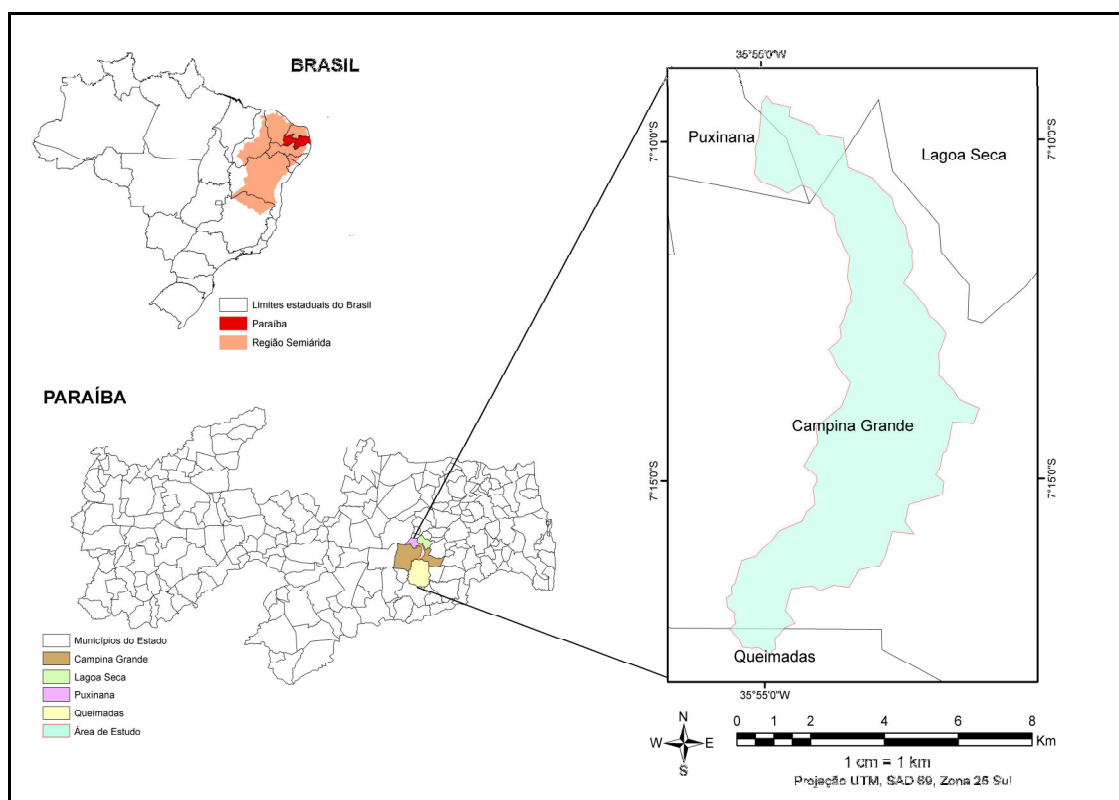 BRASIL
Limites estaduais do Brasil
Paraíba
Região Semiárida
PARAÍBA
Municípios do Estado
Campina Grande
Lagoa Seca
Puxinana
Queimadas
Área de Estudo
35°55'0"W
7°10'0"S
7°10'0"S
Puxinana
Lagoa Seca
Campina Grande
7°15'0"S
7°15'0"S
Queimadas
35°55'0"W
N
W E
S
0 1 2 4 6 8
Km
1 cm = 1 km
Projeção UTM, SAD 69, Zona 25 Sul